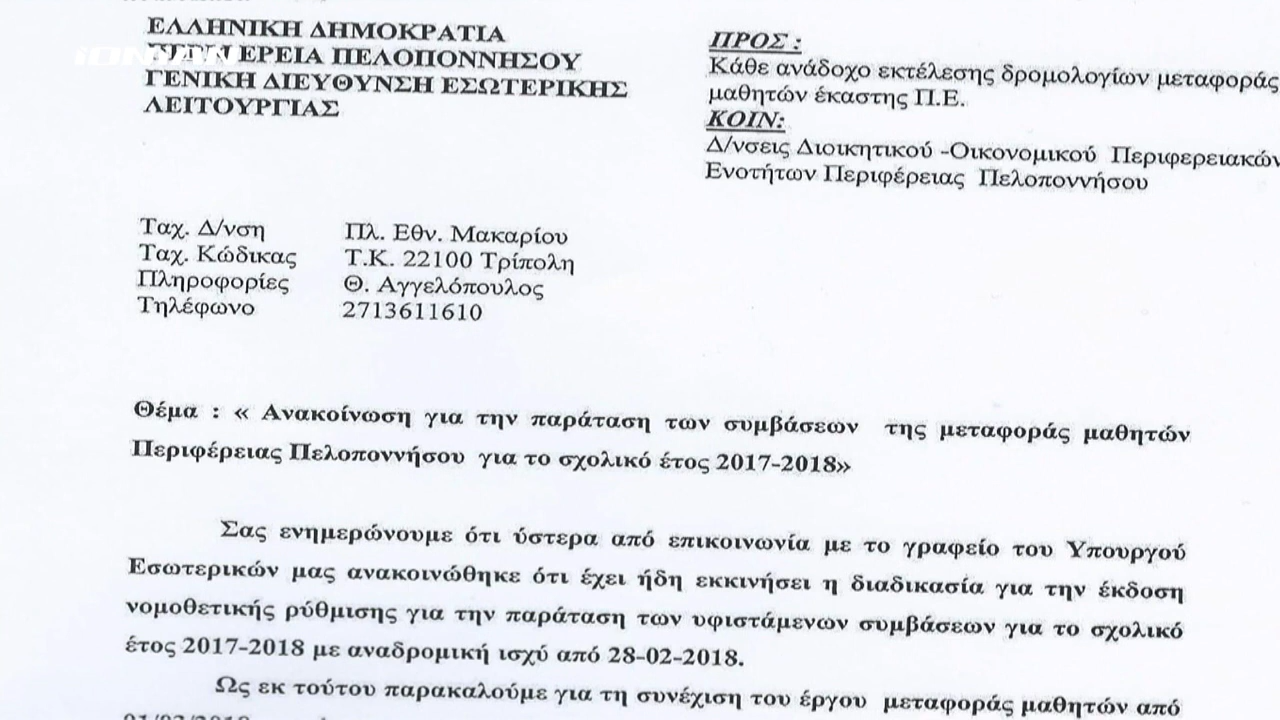 ΕΛΛΗΝΙΚΗ ΔΗΜΟΚΡΑΤΙΑ
ΠΕΛΟΠΟΝΝΗΣΟΥ
ΓΕΝΙΚΗ ΔΙΕΥΘΥΝΣΗ ΕΣΩΤΕΡΙΚΗΣ
ΛΕΙΤΟΥΡΓΙΑΣ
ΠΡΟΣ :
Κάθε ανάδοχο εκτέλεσης δρομολογίων μεταφοράς
μαθητών έκαστης Π.Ε.
ΚΟΙΝ:
Δ/νσεις Διοικητικού -Οικονομικού Περιφερειακών
Ενοτήτων Περιφέρειας Πελοποννήσου
Ταχ. Δ/νση Πλ. Εθν. Μακαρίου
Ταχ. Κώδικας Τ.Κ. 22100 Τρίπολη
Πληροφορίες Θ. Αγγελόπουλος
Τηλέφωνο 2713611610
Θέμα : « Ανακοίνωση για την παράταση των συμβάσεων της μεταφοράς μαθητών
Περιφέρειας Πελοποννήσου για το σχολικό έτος 2017-2018»
Σας ενημερώνουμε ότι ύστερα από επικοινωνία με το γραφείο του Υπουργού
Εσωτερικών μας ανακοινώθηκε ότι έχει ήδη εκκινήσει η διαδικασία για την έκδοση
νομοθετικής ρύθμισης για την παράταση των υφιστάμενων συμβάσεων για το σχολικό
έτος 2017-2018 με αναδρομική ισχύ από 28-02-2018.
Ως εκ τούτου παρακαλούμε για τη συνέχιση του έργου μεταφοράς μαθητών από